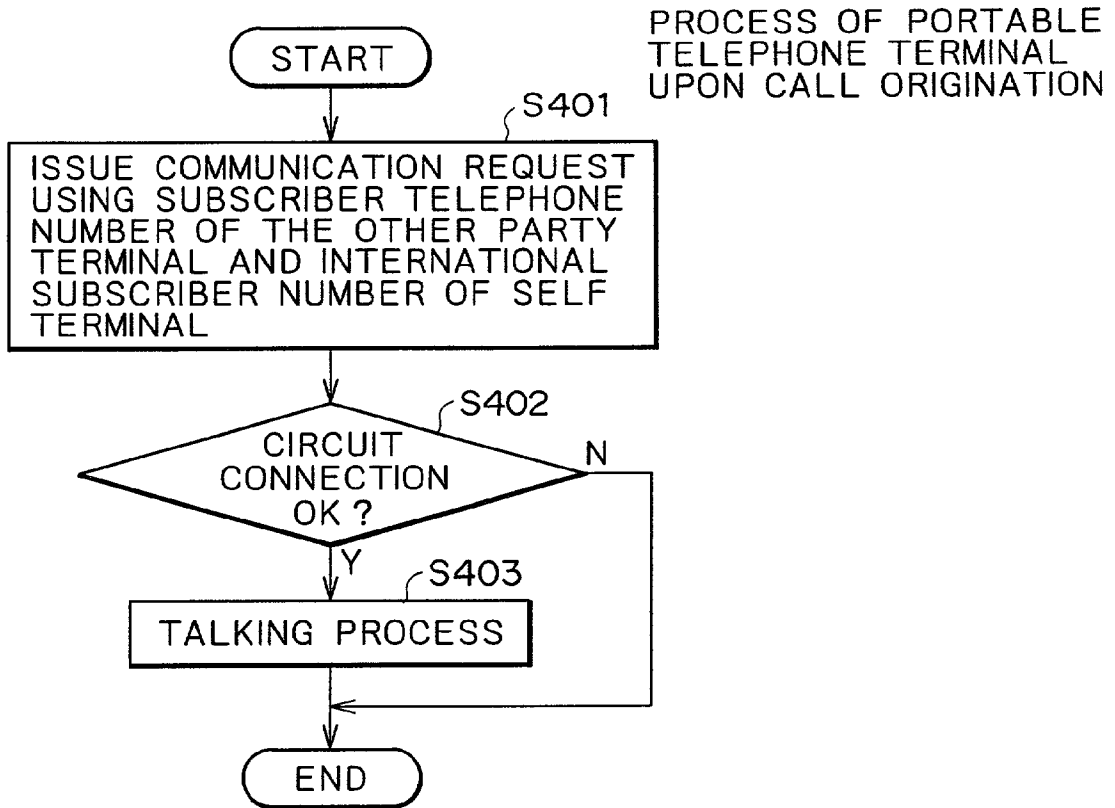 PROCESS OF PORTABLE
TELEPHONE TERMINAL
UPON CALL ORIGINATION
START
S401
ISSUE COMMUNICATION REQUEST
USING SUBSCRIBER TELEPHONE
NUMBER OF THE OTHER PARTY
TERMINAL AND INTERNATIONAL
SUBSCRIBER NUMBER OF SELF
TERMINAL
S402
CIRCUIT
CONNECTION
OK?
N
Y
S403
TALKING PROCESS
END